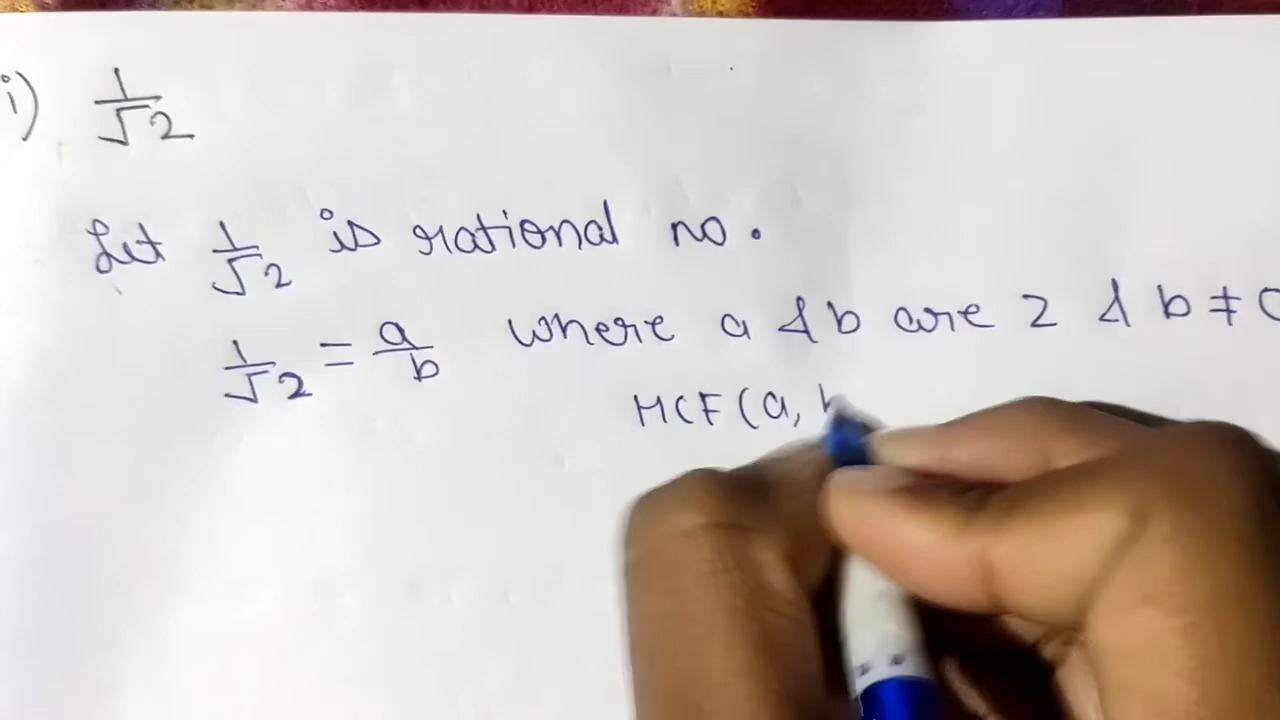 i) 1/√2
Let 1/√2 is rational no.
1/√2 = a/b where a & b are Z & b ≠ 0
HCF(a, b